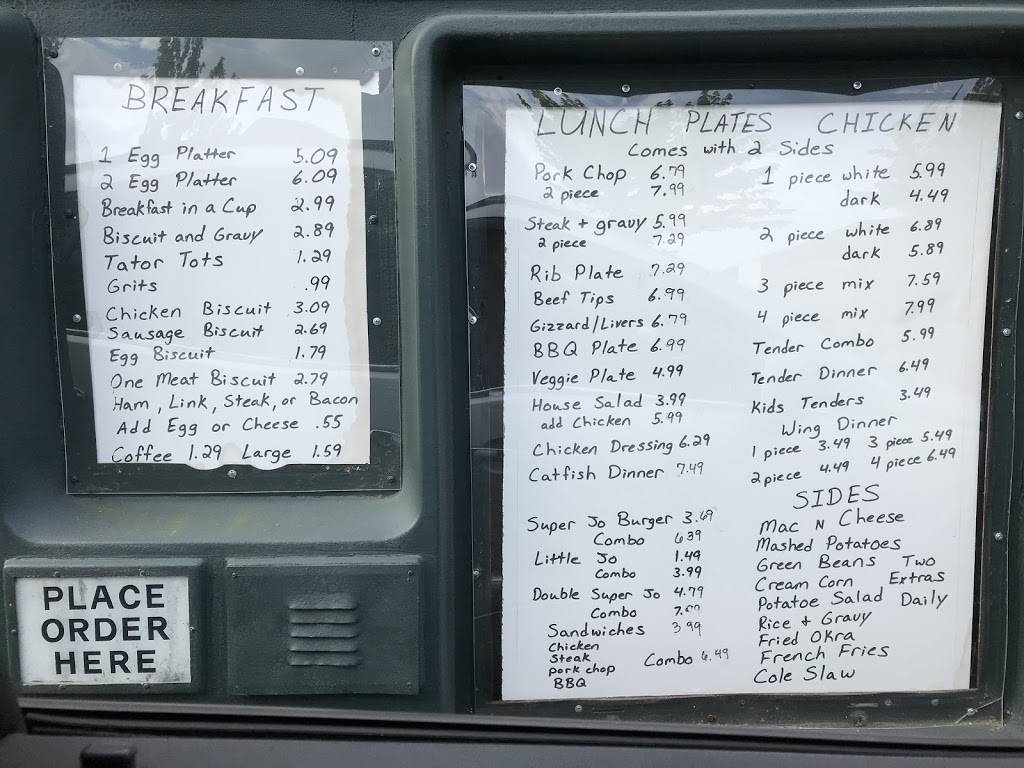 BREAKFAST
1 Egg Platter 5.09
2 Egg Platter 6.09
Breakfast in a Cup 2.99
Biscuit and Gravy 2.89
Tator Tots 1.29
Grits .99
Chicken Biscuit 3.09
Sausage Biscuit 2.69
Egg Biscuit 1.79
One Meat Biscuit 2.79
Ham, Link, Steak, or Bacon
Add Egg or Cheese .55
Coffee 1.29 Large 1.59
PLACE
ORDER
HERE
LUNCH PLATES CHICKEN
Comes with 2 Sides
Pork Chop 6.79
2 piece 7.99
Steak + gravy 5.99
2 piece 7.29
Rib Plate 7.29
Beef Tips 6.99
Gizzard/Livers 6.79
BBQ Plate 6.99
Veggie Plate 4.99
House Salad 3.99
add Chicken 5.99
Chicken Dressing 6.29
Catfish Dinner 7.49
Super Jo Burger 3.69
Combo 6.39
Little Jo 1.49
Combo 3.99
Double Super Jo 4.79
Combo
Sandwiches 3.99
Chicken
Steak
pork chop Combo 6.49
BBQ
1 piece white 5.99
dark 4.49
2 piece white 6.89
dark 5.89
3 piece mix 7.59
4 piece mix 7.99
Tender Combo 5.99
Tender Dinner 6.49
Kids Tenders 3.49
Wing Dinner
1 piece 3.49 3 piece 5.49
2 piece 4.49 4 piece 6.49
SIDES
Mac N Cheese
Mashed Potatoes
Green Beans Two
Cream Corn Extras
Potatoe Salad Daily
Rice + Gravy
Fried Okra
French Fries
Cole Slaw